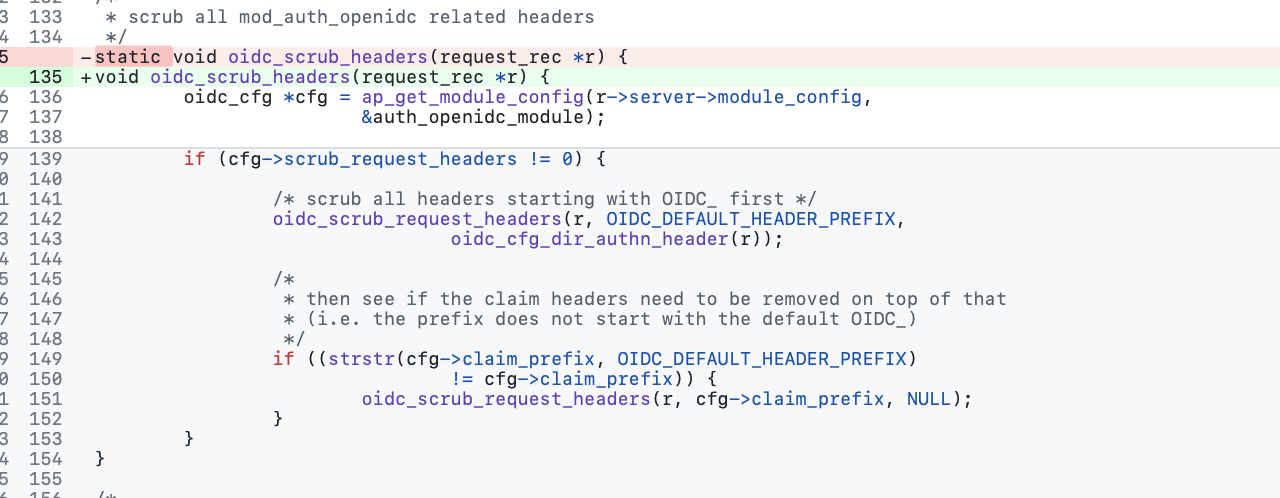 3 133 * scrub all mod_auth_openidc related headers
4 134 */
5 -static void oidc_scrub_headers(request_rec *r) {
135 +void oidc_scrub_headers(request_rec *r) {
6 136 oidc_cfg *cfg = ap_get_module_config(r->server->module_config,
7 137 &auth_openidc_module);
8 138
9 139 if (cfg->scrub_request_headers != 0) {
0 140
1 141 /* scrub all headers starting with OIDC_ first */
2 142 oidc_scrub_request_headers(r, OIDC_DEFAULT_HEADER_PREFIX,
3 143 oidc_cfg_dir_authn_header(r));
4 144
5 145 /*
6 146 * then see if the claim headers need to be removed on top of that
7 147 * (i.e. the prefix does not start with the default OIDC_)
8 148 */
9 149 if ((strstr(cfg->claim_prefix, OIDC_DEFAULT_HEADER_PREFIX)
0 150 != cfg->claim_prefix)) {
1 151 oidc_scrub_request_headers(r, cfg->claim_prefix, NULL);
2 152 }
3 153 }
4 154 }
5 155